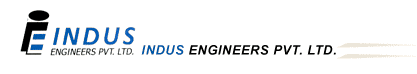 INDUS
ENGINEERS PVT. LTD.
INDUS ENGINEERS PVT. LTD.